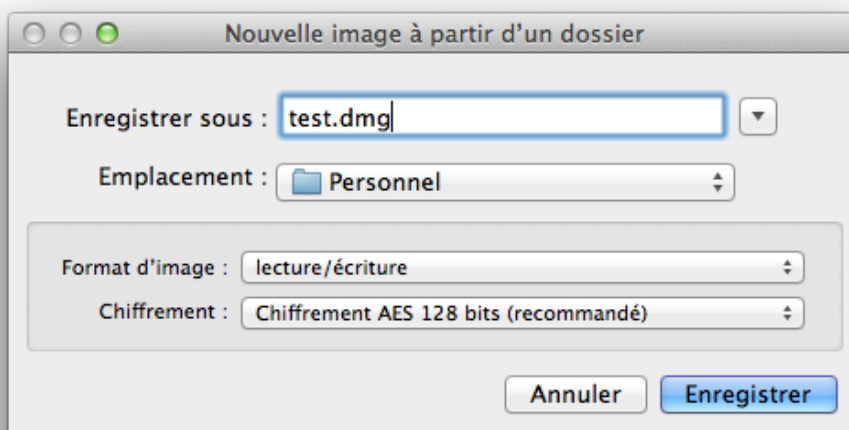 Nouvelle image à partir d’un dossier
Enregistrer sous : test.dmg
Emplacement : Personnel
Format d’image : lecture/écriture
Chiffrement : Chiffrement AES 128 bits (recommandé)
Annuler Enregistrer